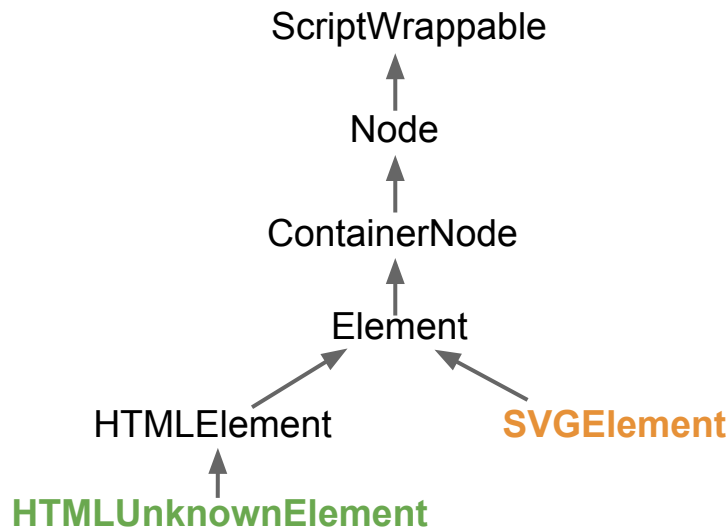 ScriptWrappable
Node
ContainerNode
Element
HTMLElement
SVGElement
HTMLUnknownElement